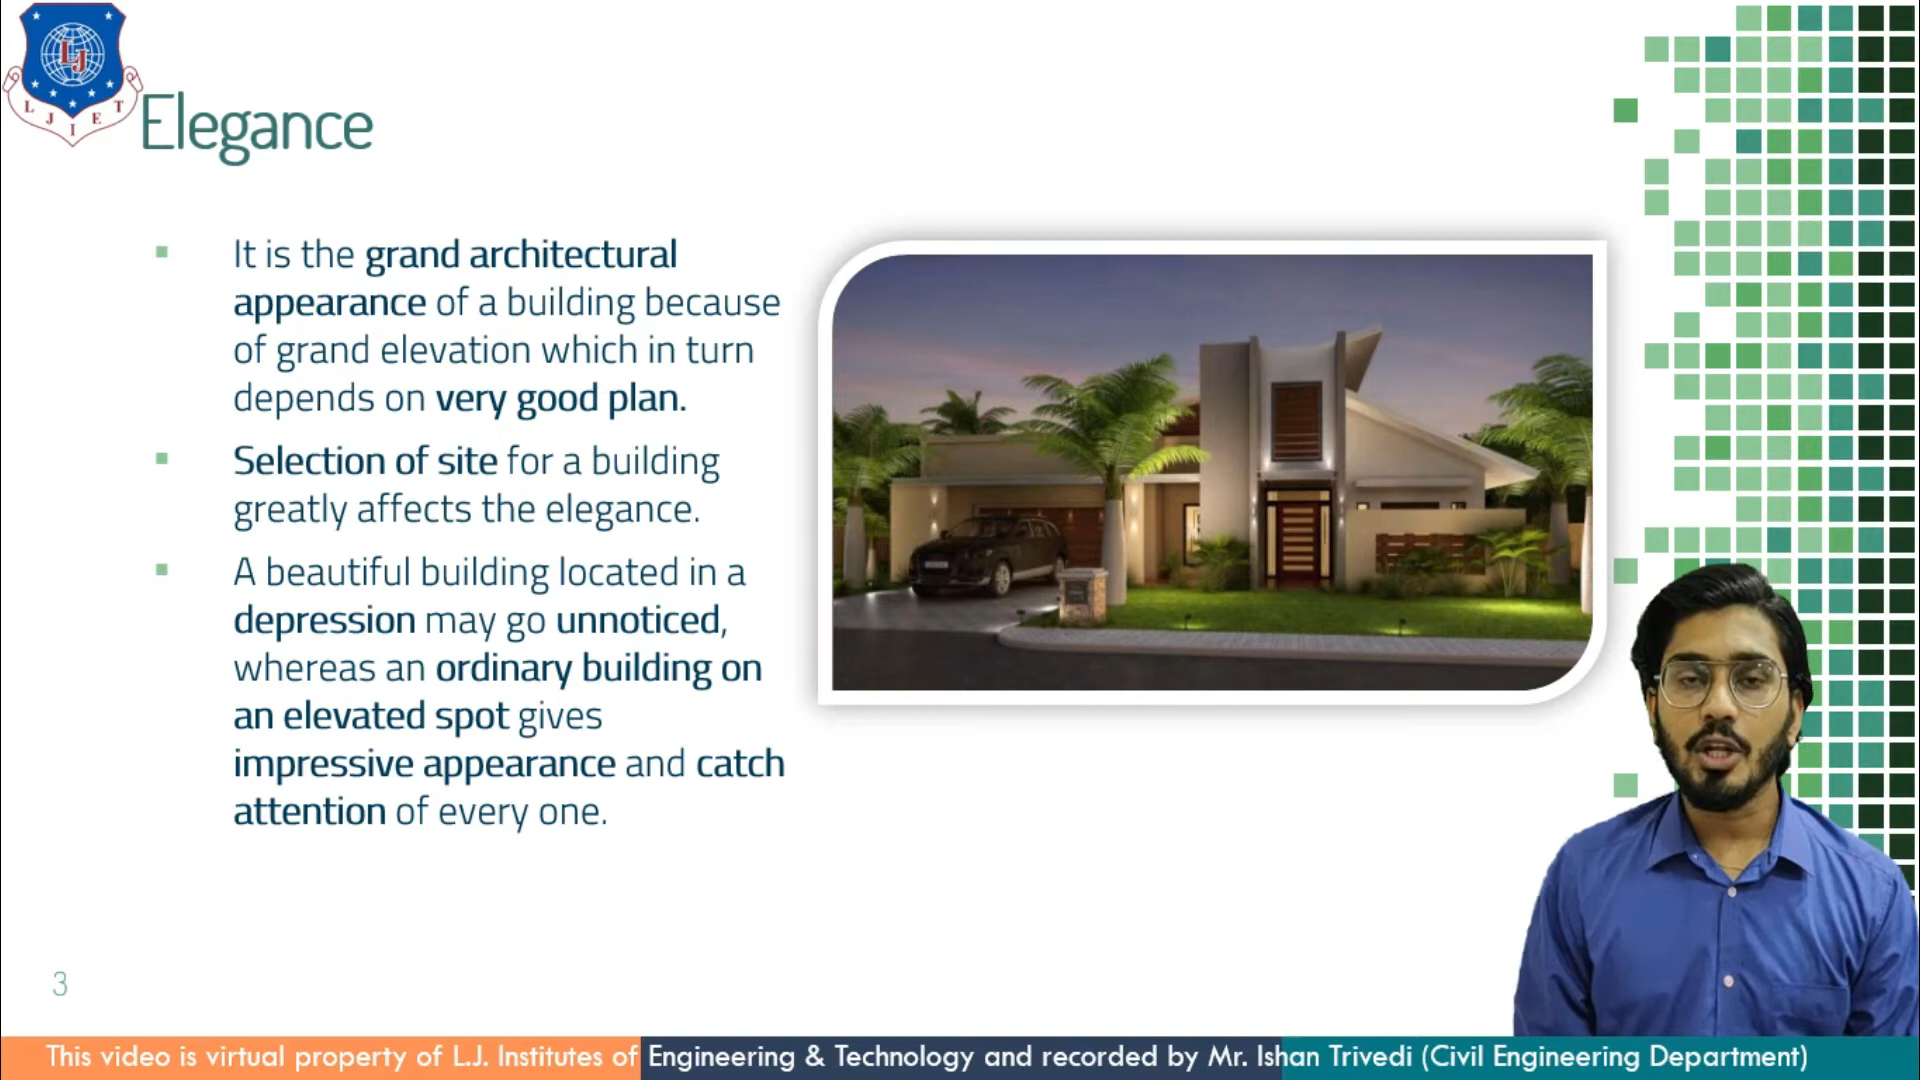 LJ
L J I E T
Elegance
It is the grand architectural
appearance of a building because
of grand elevation which in turn
depends on very good plan.
Selection of site for a building
greatly affects the elegance.
A beautiful building located in a
depression may go unnoticed,
whereas an ordinary building on
an elevated spot gives
impressive appearance and catch
attention of every one.
3
This video is virtual property of L.J. Institutes of Engineering & Technology and recorded by Mr. Ishan Trivedi (Civil Engineering Department)